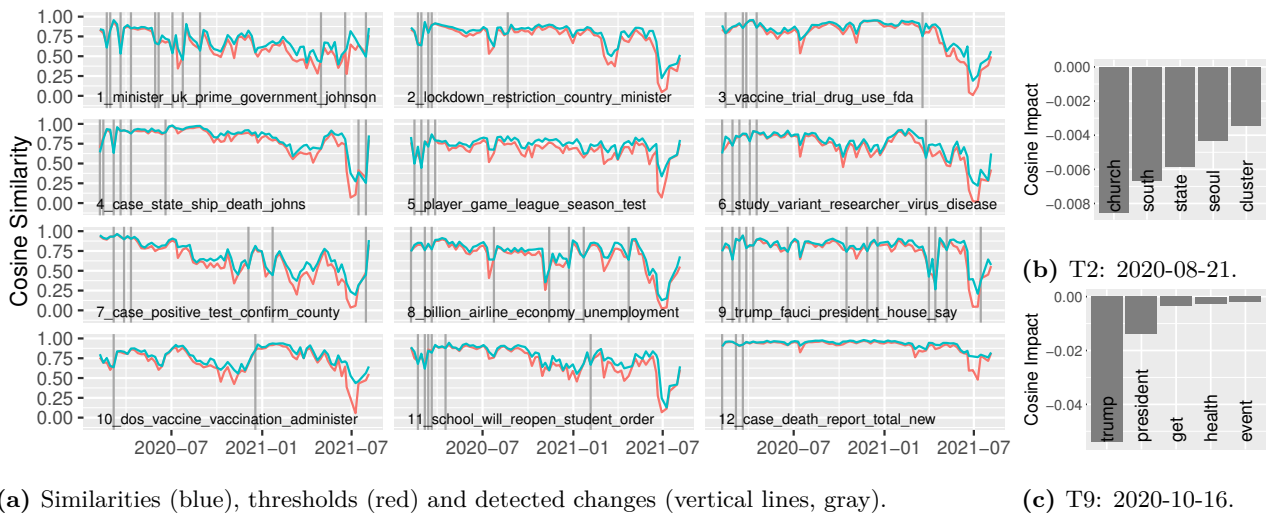 Cosine Similarity
1.00
0.75
0.50
0.25
0.00
1_minister_uk_prime_government_johnson
2_lockdown_restriction_country_minister
3_vaccine_trial_drug_use_fda
1.00
0.75
0.50
0.25
0.00
4_case_state_ship_death_johns
5_player_game_league_season_test
6_study_variant_researcher_virus_disease
1.00
0.75
0.50
0.25
0.00
7_case_positive_test_confirm_county
8_billion_airline_economy_unemployment
9_trump_fauci_president_house_say
1.00
0.75
0.50
0.25
0.00
10_dos_vaccine_vaccination_administer
11_school_will_reopen_student_order
12_case_death_report_total_new
2020−07 2021−01 2021−07
2020−07 2021−01 2021−07
2020−07 2021−01 2021−07
(a) Similarities (blue), thresholds (red) and detected changes (vertical lines, gray).
Cosine Impact
0.000
−0.002
−0.004
−0.006
−0.008
church
south
state
seoul
cluster
(b) T2: 2020-08-21.
Cosine Impact
0.00
−0.02
−0.04
trump
president
get
health
event
(c) T9: 2020-10-16.